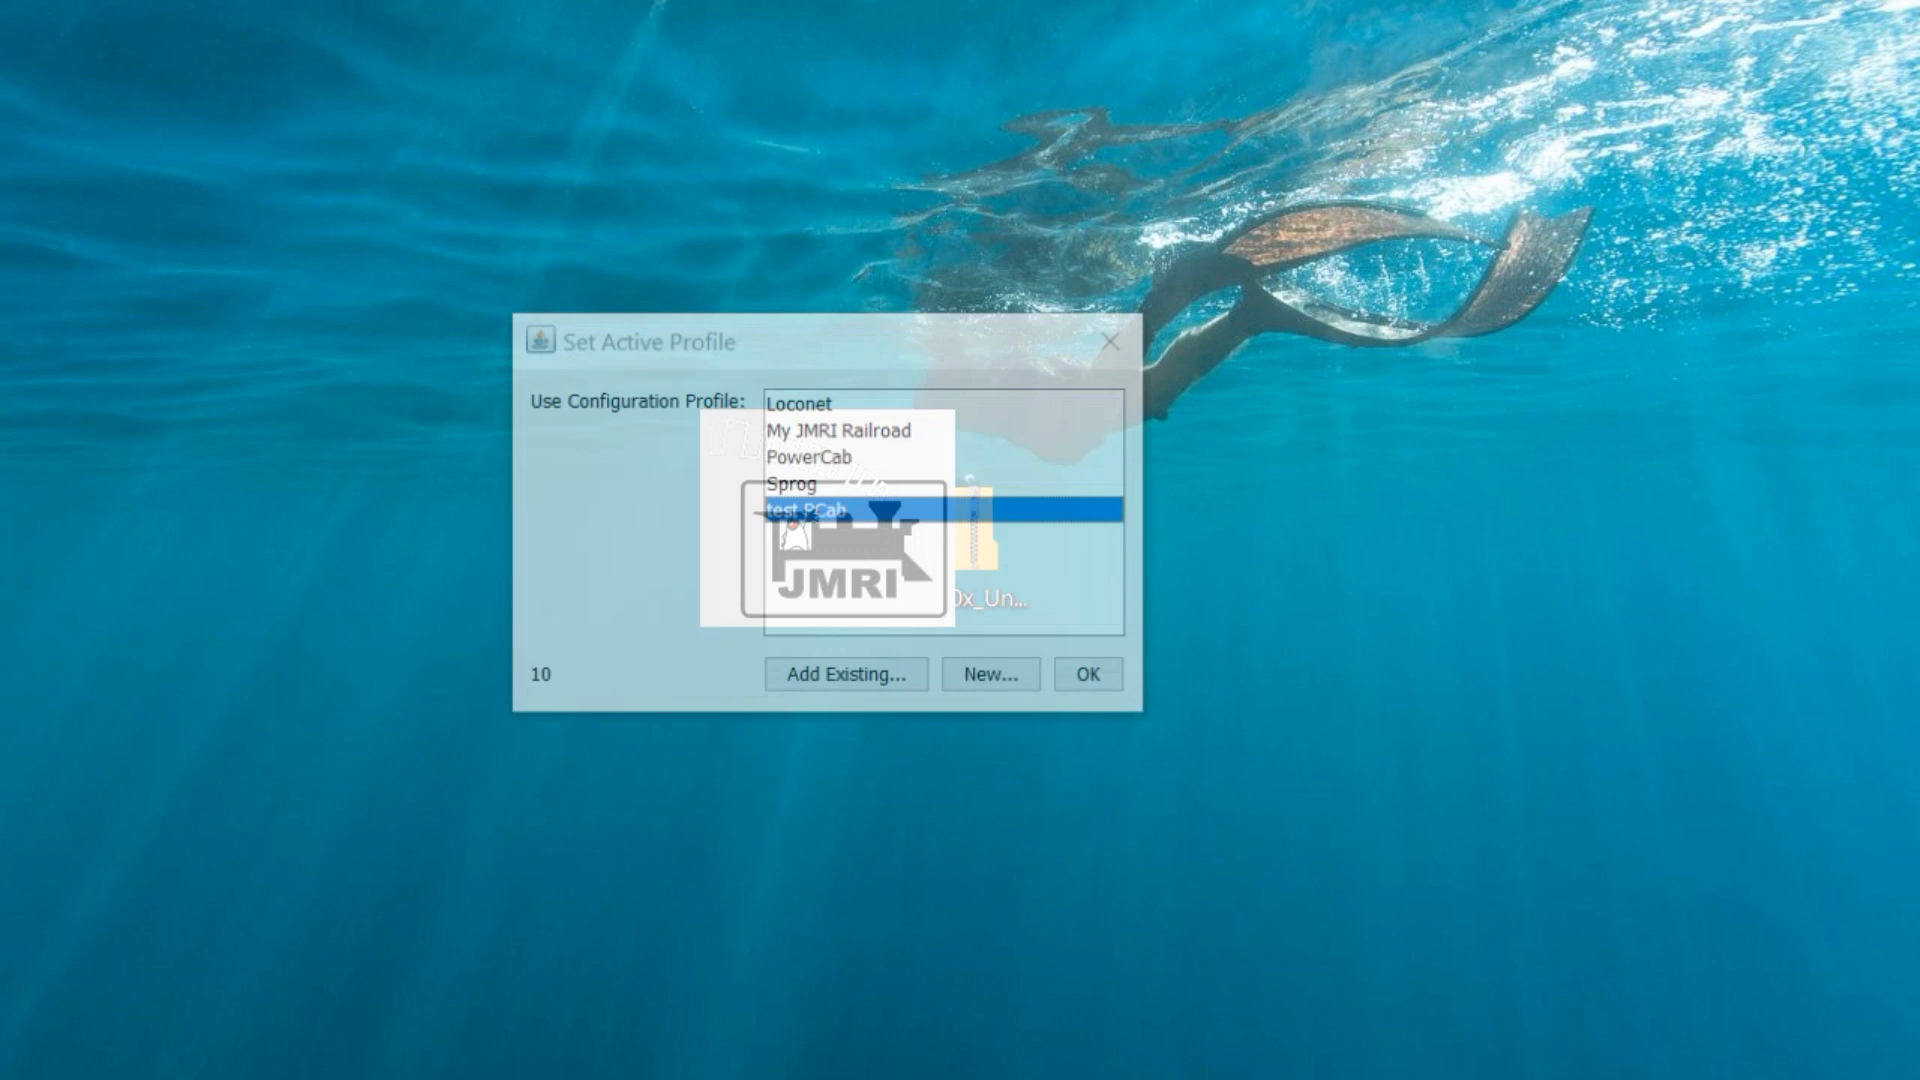 Set Active Profile
Use Configuration Profile:
Loconet
My JMRI Railroad
PowerCab
Sprog
test PCab
JMRI
0x_Un...
10
Add Existing...
New...
OK